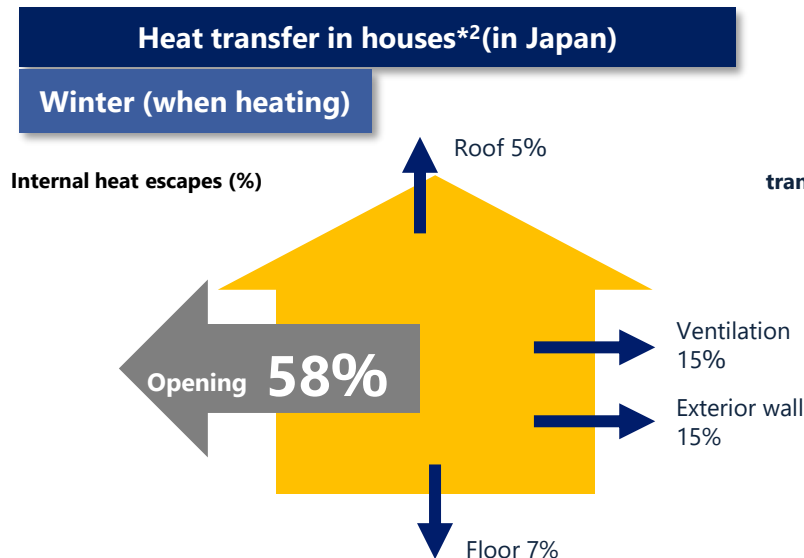 Heat transfer in houses*2(in Japan)
Winter (when heating)
Roof 5%
Internal heat escapes (%)
tran
Ventilation
15%
Opening 58%
Exterior wall
15%
Floor 7%